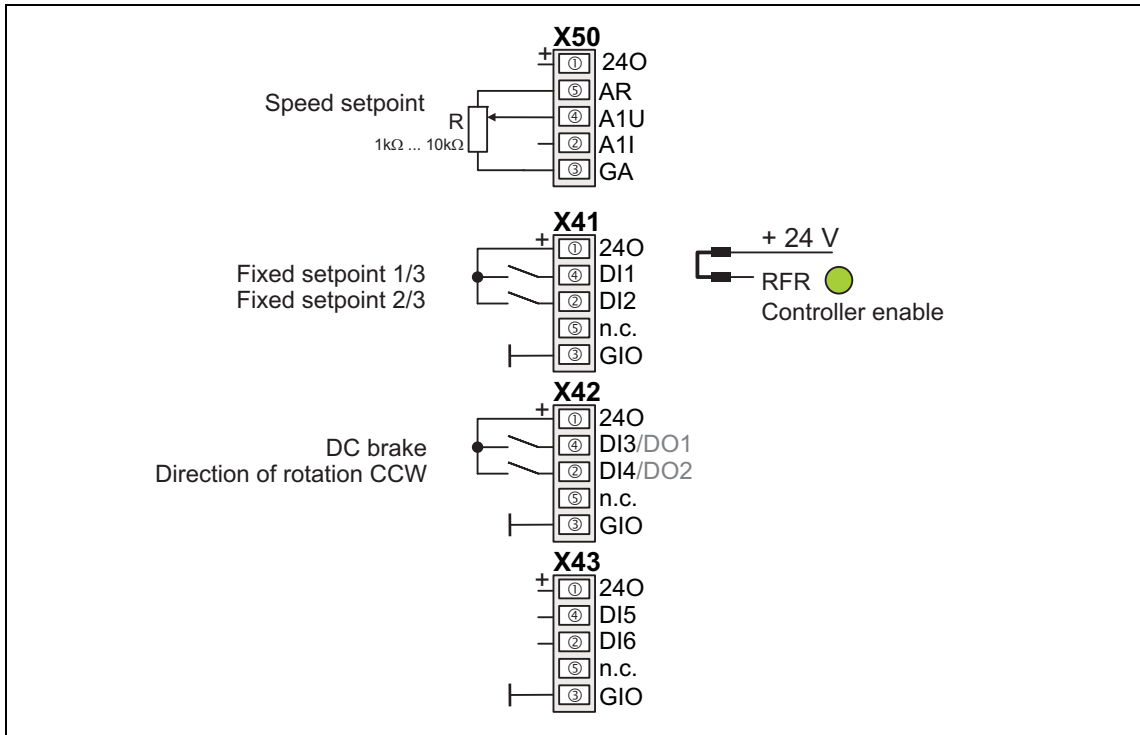 X50
+ ① 24O
Speed setpoint
⑤ AR
R
④ A1U
1kΩ ... 10kΩ
② A1I
③ GA
X41
+ ① 24O
Fixed setpoint 1/3
④ DI1
Fixed setpoint 2/3
② DI2
⑤ n.c.
③ GIO
+ 24 V
RFR
Controller enable
X42
+ ① 24O
DC brake
④ DI3/DO1
Direction of rotation CCW
② DI4/DO2
⑤ n.c.
③ GIO
X43
+ ① 24O
④ DI5
② DI6
⑤ n.c.
③ GIO